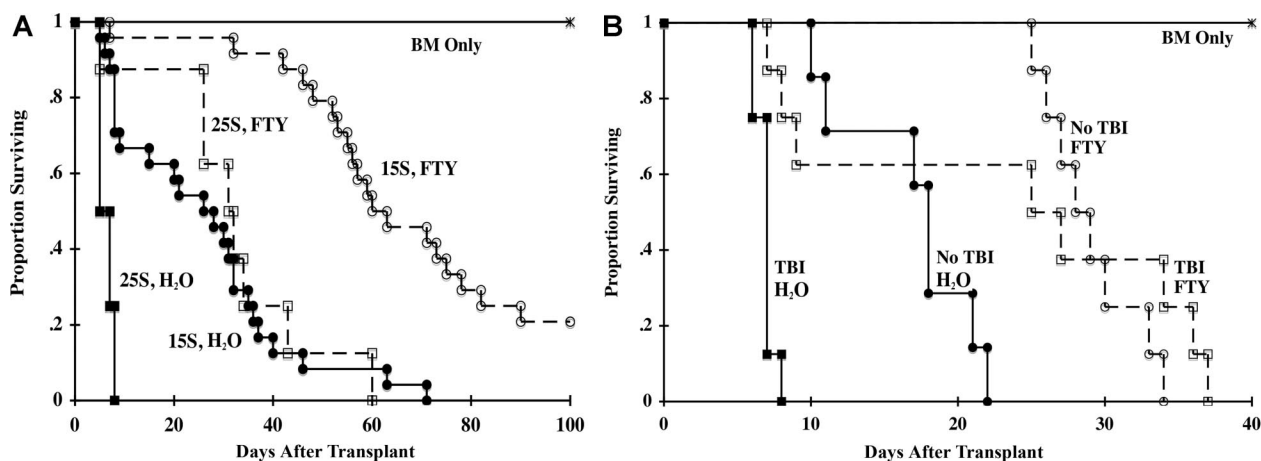 A
Proportion Surviving
1
.8
.6
.4
.2
0
0
20
40
60
80
100
Days After Transplant
BM Only
25S, FTY
15S, FTY
25S, H₂O
15S, H₂O
B
Proportion Surviving
1
.8
.6
.4
.2
0
0
10
20
30
40
Days After Transplant
BM Only
No TBI
FTY
TBI
H₂O
No TBI
H₂O
TBI
FTY